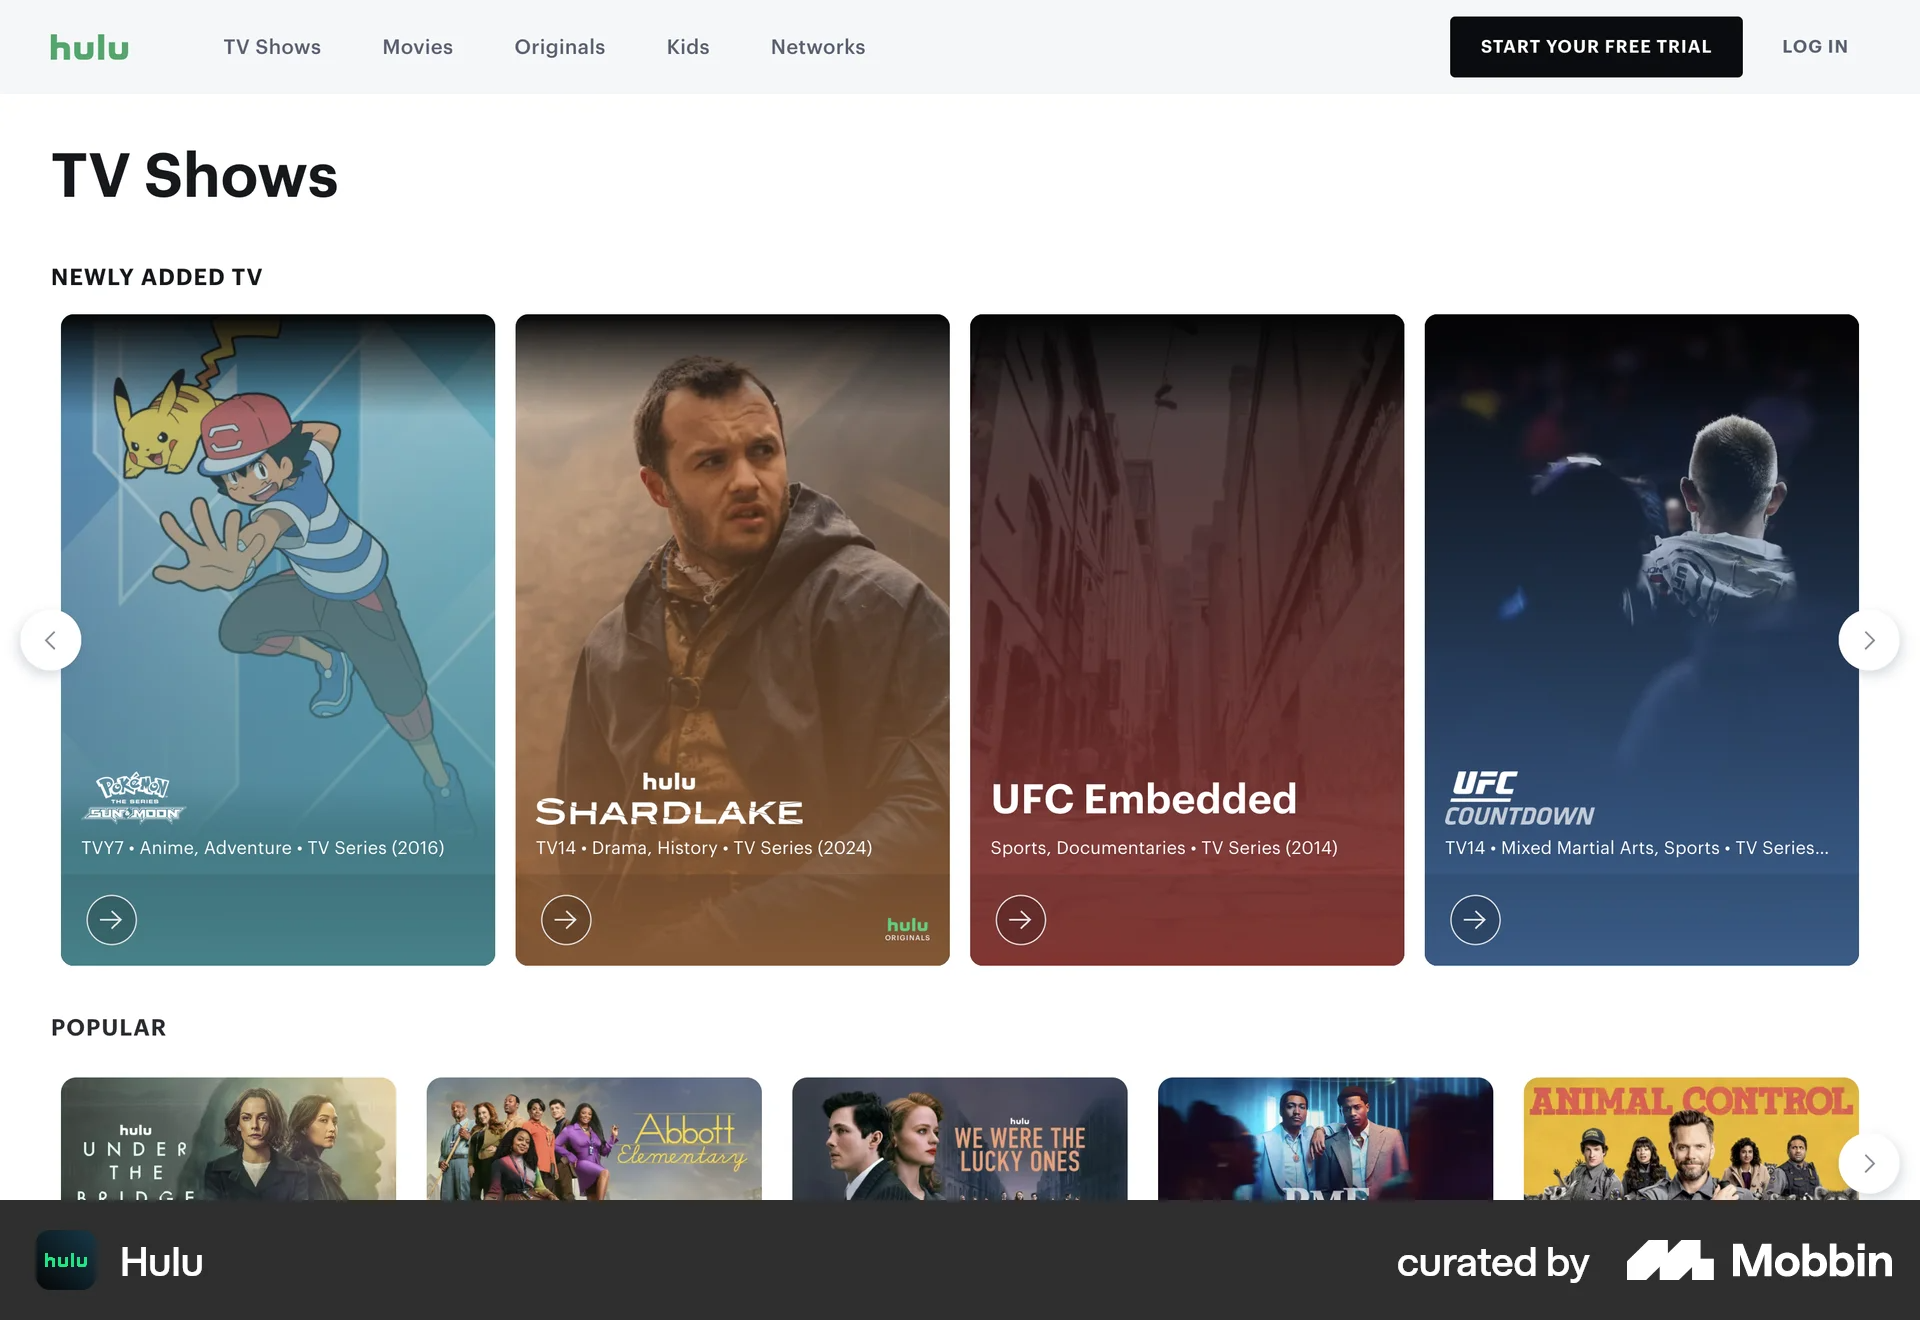 hulu
TV Shows
Movies
Originals
Kids
Networks
START YOUR FREE TRIAL
LOG IN
TV Shows
NEWLY ADDED TV
POKéMON
THE SERIES
SUN & MOON
TVY7 • Anime, Adventure • TV Series (2016)
hulu
SHARDLAKE
TV14 • Drama, History • TV Series (2024)
hulu
ORIGINALS
UFC Embedded
Sports, Documentaries • TV Series (2014)
UFC
COUNTDOWN
TV14 • Mixed Martial Arts, Sports • TV Series...
POPULAR
hulu
UNDER
THE
BRIDGE
Abbott
Elementary
hulu
WE WERE THE
LUCKY ONES
BMF
ANIMAL CONTROL
hulu
Hulu
curated by
Mobbin